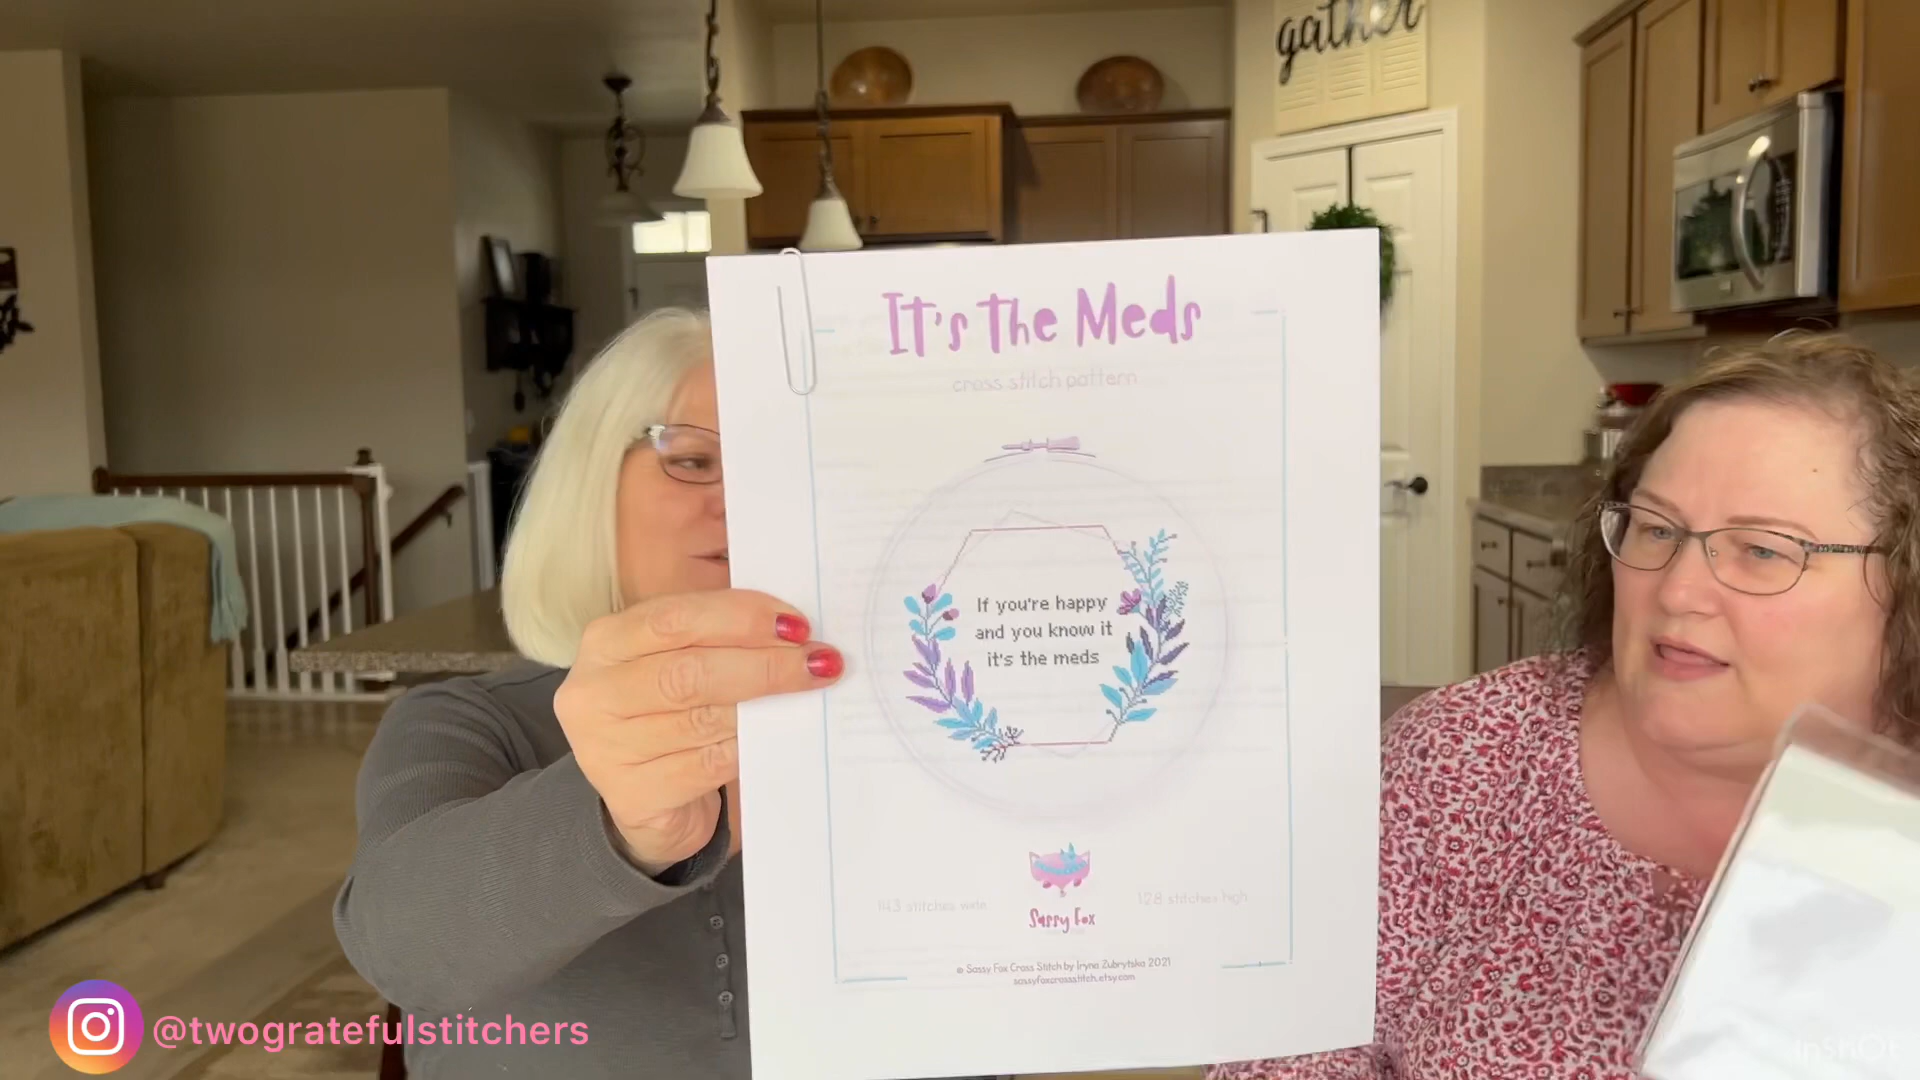 gather
It's the Meds
cross stitch pattern
If you're happy
and you know it
it's the meds
143 stitches wide
128 stitches high
Sassy Fox
© Sassy Fox Cross Stitch by Iryna Zubrytska 2021
sassyfoxcrossstitch.etsy.com
@twogratefulstitchers
InShOt